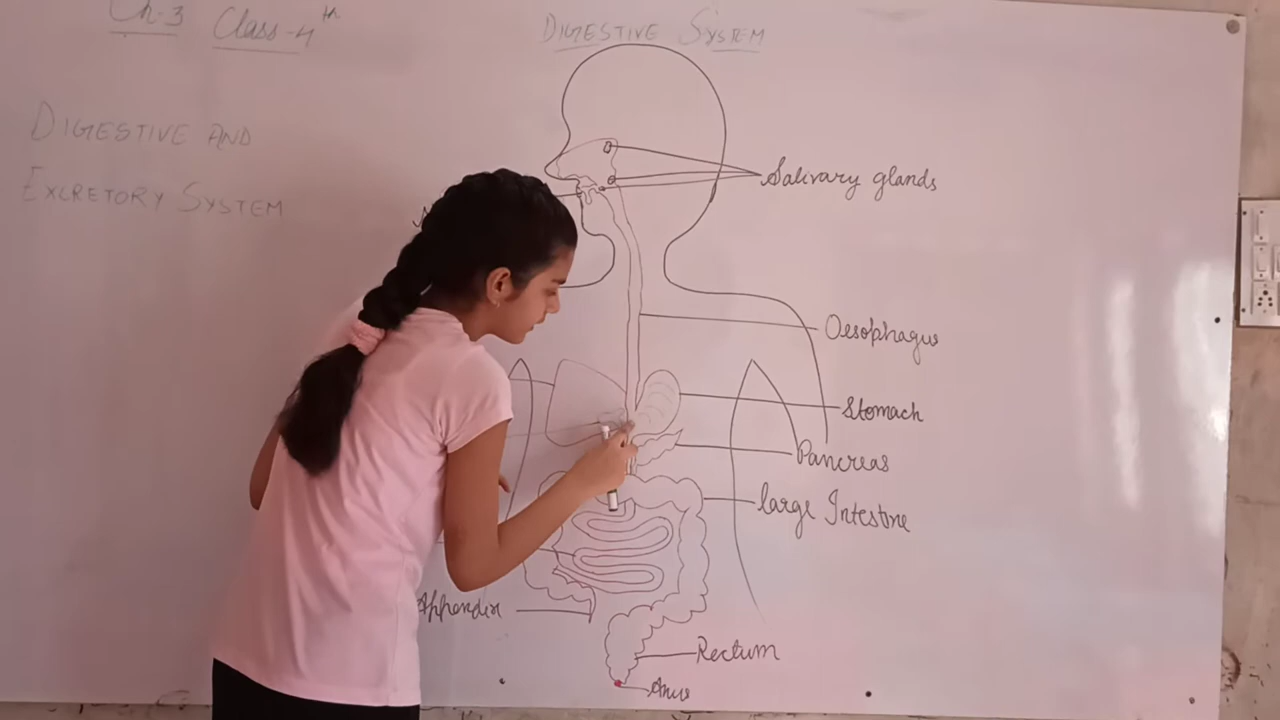 Ch-3 Class-4th
DIGESTIVE SYSTEM
DIGESTIVE AND
EXCRETORY SYSTEM
Salivary glands
Oesophagus
Stomach
Pancreas
large Intestine
Appendix
Rectum
Anus